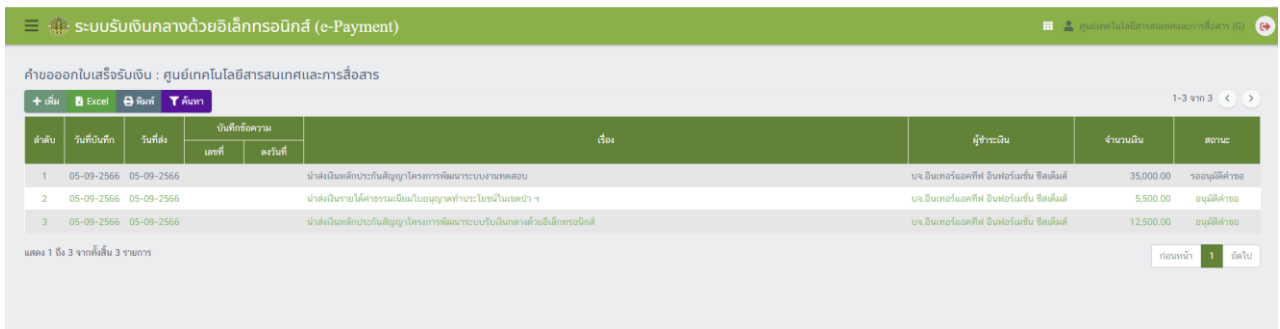 ระบบรับเงินกลางด้วยอิเล็กทรอนิกส์ (e-Payment) ศูนย์เทคโนโลยีสารสนเทศและการสื่อสาร (G)
คำขอออกใบเสร็จรับเงิน : ศูนย์เทคโนโลยีสารสนเทศและการสื่อสาร
+ เพิ่ม Excel พิมพ์ ค้นหา 1-3 จาก 3 < >
ลำดับ วันที่บันทึก วันที่ส่ง บันทึกข้อความ เรื่อง ผู้ชำระเงิน จำนวนเงิน สถานะ
เลขที่ ลงวันที่
1 05-09-2566 05-09-2566 นำส่งเงินหลักประกันสัญญาโครงการพัฒนาระบบงานทดสอบ บจ.อินเทอร์แอคทีฟ อินฟอร์เมชั่น ซีสเต็มส์ 35,000.00 รออนุมัติคำขอ
2 05-09-2566 05-09-2566 นำส่งเงินรายได้ค่าธรรมเนียมใบอนุญาตทำประโยชน์ในเขตป่า ฯ บจ.อินเทอร์แอคทีฟ อินฟอร์เมชั่น ซีสเต็มส์ 5,500.00 อนุมัติคำขอ
3 05-09-2566 05-09-2566 นำส่งเงินหลักประกันสัญญาโครงการพัฒนาระบบรับเงินกลางด้วยอิเล็กทรอนิกส์ บจ.อินเทอร์แอคทีฟ อินฟอร์เมชั่น ซีสเต็มส์ 12,500.00 อนุมัติคำขอ
แสดง 1 ถึง 3 จากทั้งสิ้น 3 รายการ ก่อนหน้า 1 ถัดไป